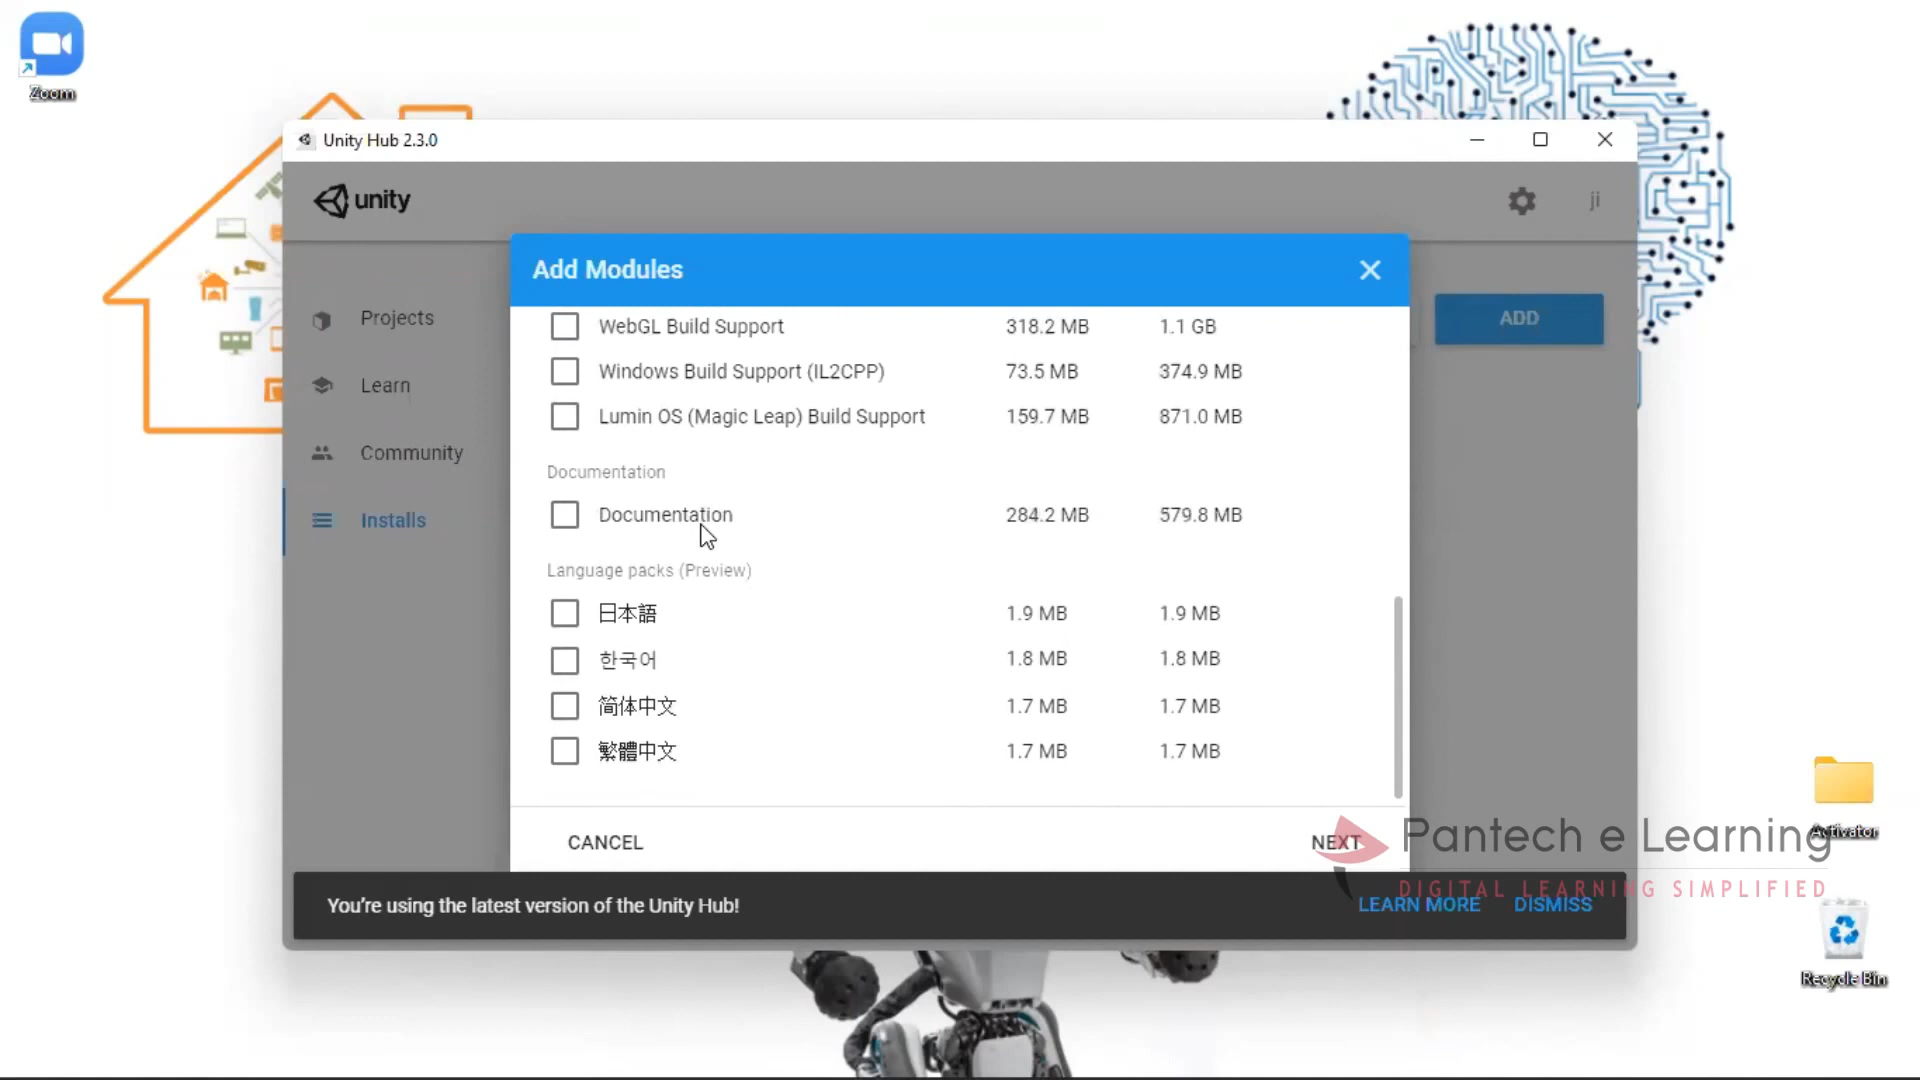 Zoom
Unity Hub 2.3.0
unity
ji
Add Modules
Projects
ADD
WebGL Build Support 318.2 MB 1.1 GB
Windows Build Support (IL2CPP) 73.5 MB 374.9 MB
Learn
Lumin OS (Magic Leap) Build Support 159.7 MB 871.0 MB
Community
Documentation
Documentation 284.2 MB 579.8 MB
Installs
Language packs (Preview)
日本語 1.9 MB 1.9 MB
한국어 1.8 MB 1.8 MB
简体中文 1.7 MB 1.7 MB
繁體中文 1.7 MB 1.7 MB
CANCEL
NEXT
Pantech e Learning
Activator
DIGITAL LEARNING SIMPLIFIED
You're using the latest version of the Unity Hub!
LEARN MORE DISMISS
Recycle Bin